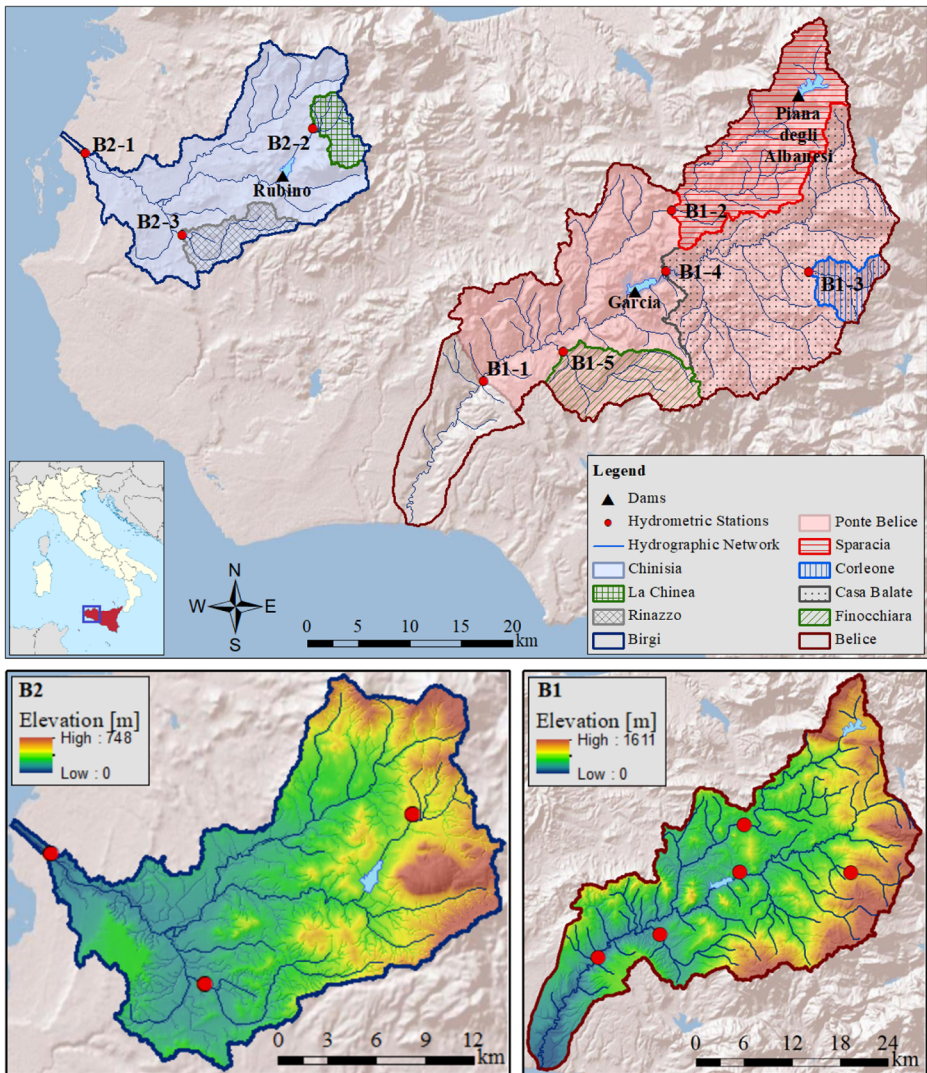 B2-1
B2-2
Rubino
B2-3
Piana
degli
Albanesi
B1-2
B1-4
B1-3
Garcia
B1-1
B1-5
N
W E
S
0 5 10 15 20
km
Legend
Dams
Hydrometric Stations
Hydrographic Network
Chinisia
La Chinea
Rinazzo
Birgi
Ponte Belice
Sparacia
Corleone
Casa Balate
Finocchiara
Belice
B2
Elevation [m]
High : 748
Low : 0
0 4 8 12
km
B1
Elevation [m]
High : 1611
Low : 0
0 6 12 18 24
km